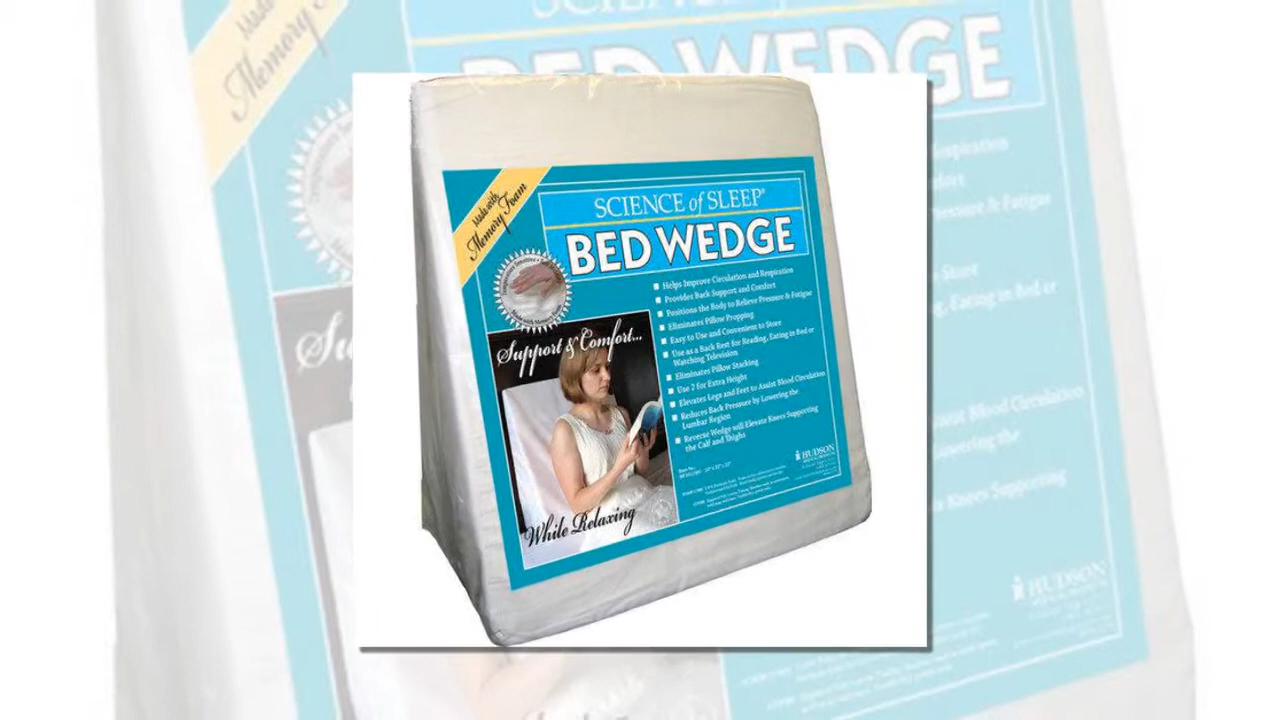 Made with
Memory Foam
SCIENCE of SLEEP®
BED WEDGE
Helps Improve Circulation and Respiration
Provides Back Support and Comfort
Positions the Body to Relieve Pressure & Fatigue
Eliminates Pillow Propping
Easy to Use and Convenient to Store
Use as a Back Rest for Reading, Eating in Bed or
Watching Television
Eliminates Pillow Stacking
Use 2 for Extra Height
Elevates Legs and Feet to Assist Blood Circulation
Reduces Back Pressure by Lowering the
Lumbar Region
Reverse Wedge will Elevate Knees Supporting
the Calf and Thigh
Support & Comfort...
While Relaxing
HUDSON